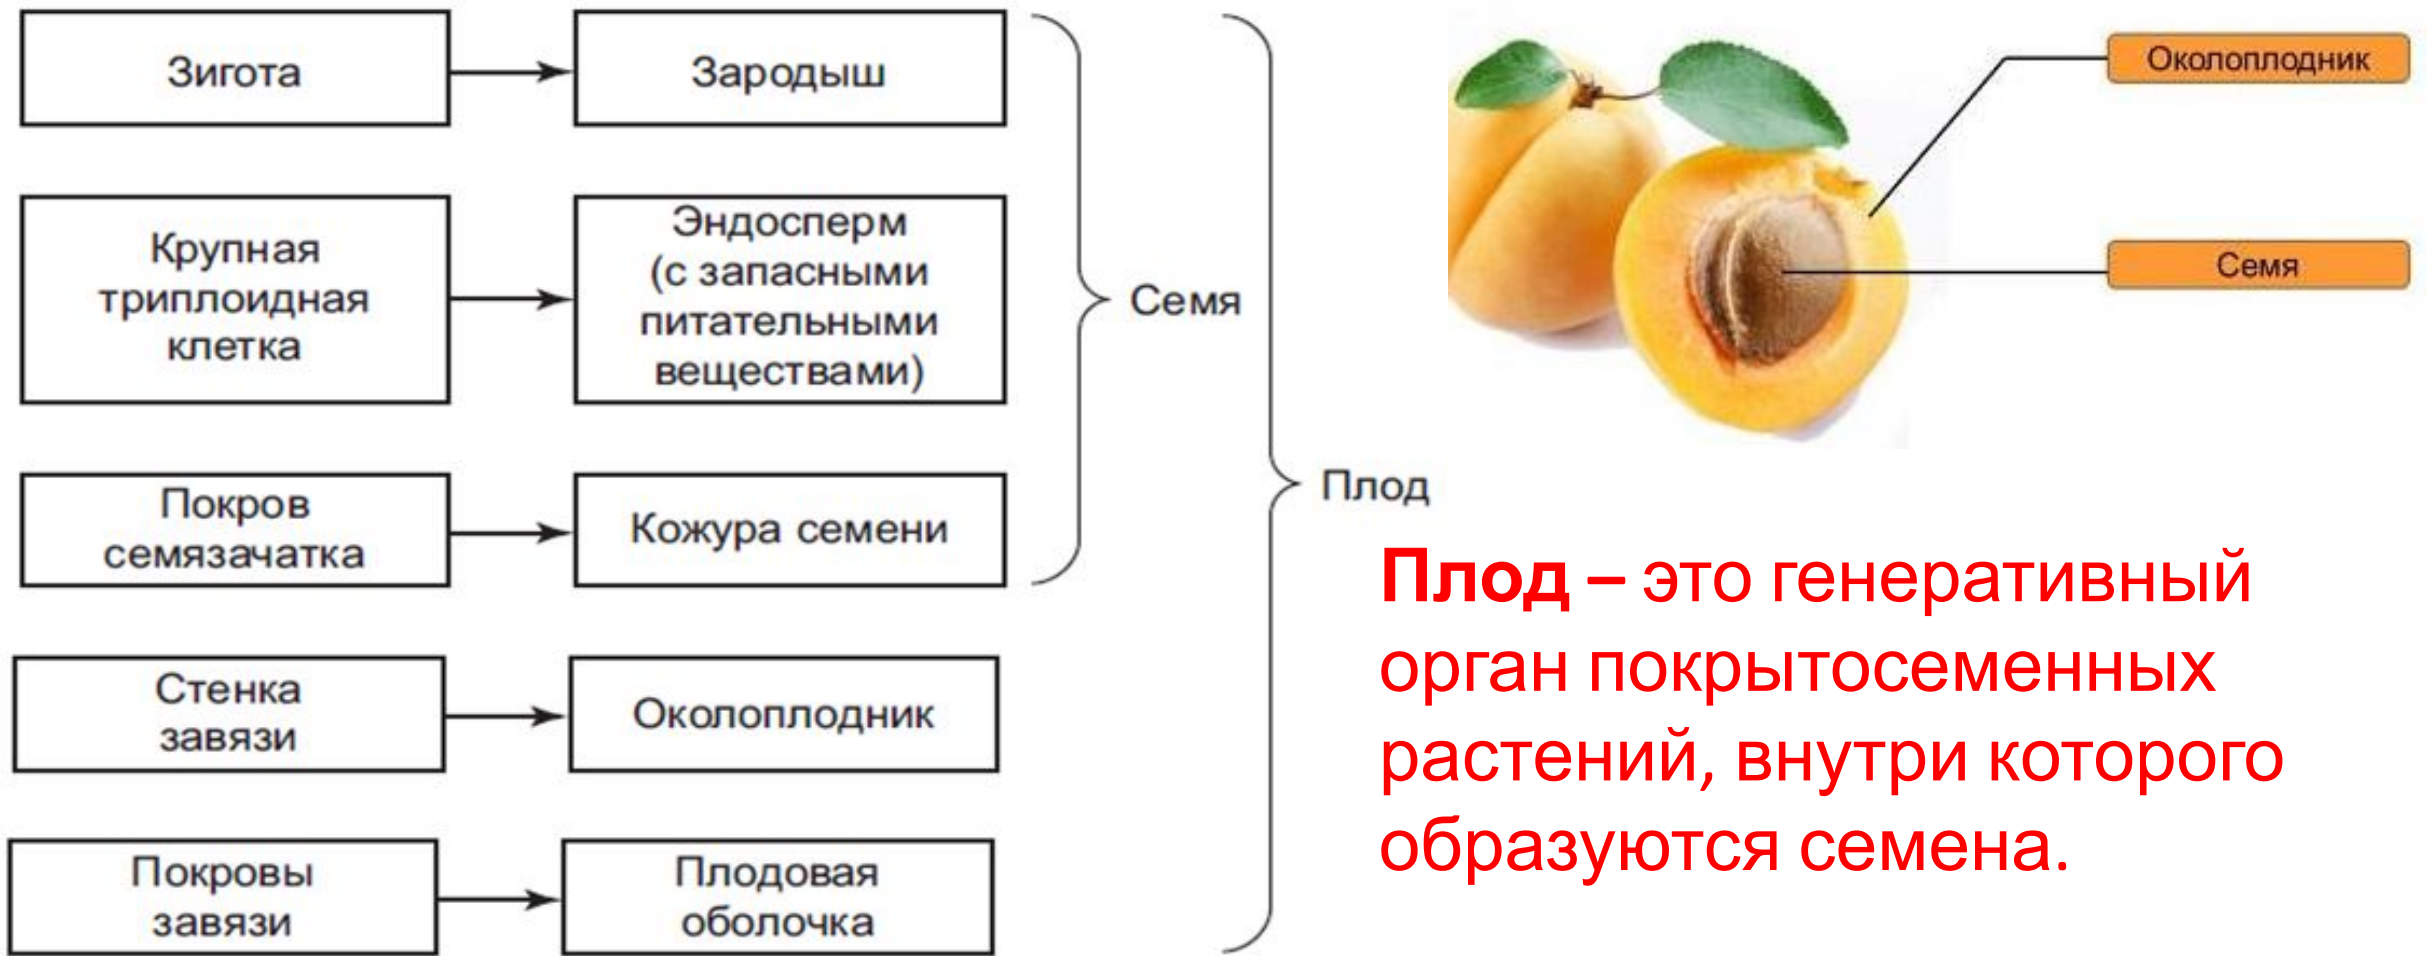 Зигота
Зародыш
Крупная
триплоидная
клетка
Эндосперм
(с запасными
питательными
веществами)
Покров
семязачатка
Кожура семени
Стенка
завязи
Околоплодник
Покровы
завязи
Плодовая
оболочка
Семя
Плод
Околоплодник
Семя
Плод – это генеративный
орган покрытосеменных
растений, внутри которого
образуются семена.